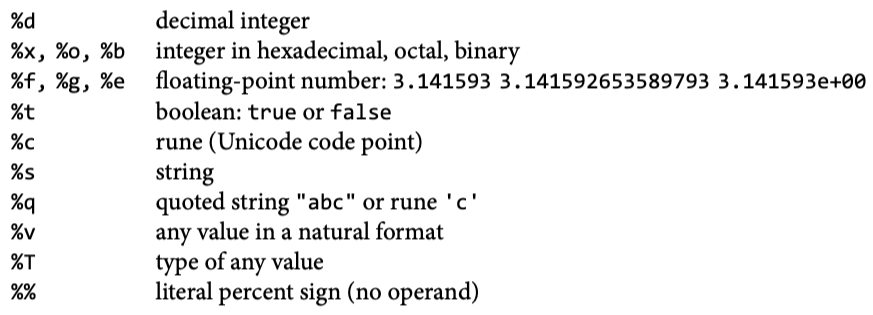 %d decimal integer
%x, %o, %b integer in hexadecimal, octal, binary
%f, %g, %e floating-point number: 3.141593 3.141592653589793 3.141593e+00
%t boolean: true or false
%c rune (Unicode code point)
%s string
%q quoted string "abc" or rune 'c'
%v any value in a natural format
%T type of any value
%% literal percent sign (no operand)